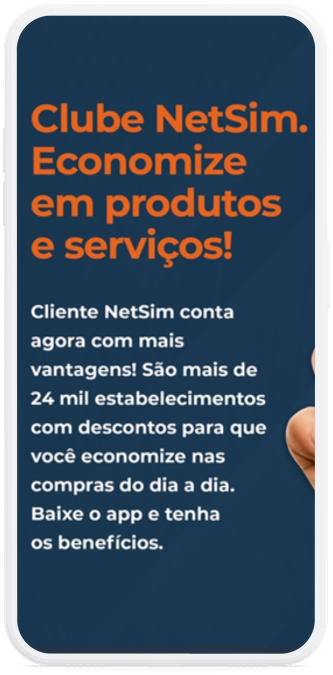 Clube NetSim.
Economize
em produtos
e serviços!
Cliente NetSim conta
agora com mais
vantagens! São mais de
24 mil estabelecimentos
com descontos para que
você economize nas
compras do dia a dia.
Baixe o app e tenha
os benefícios.